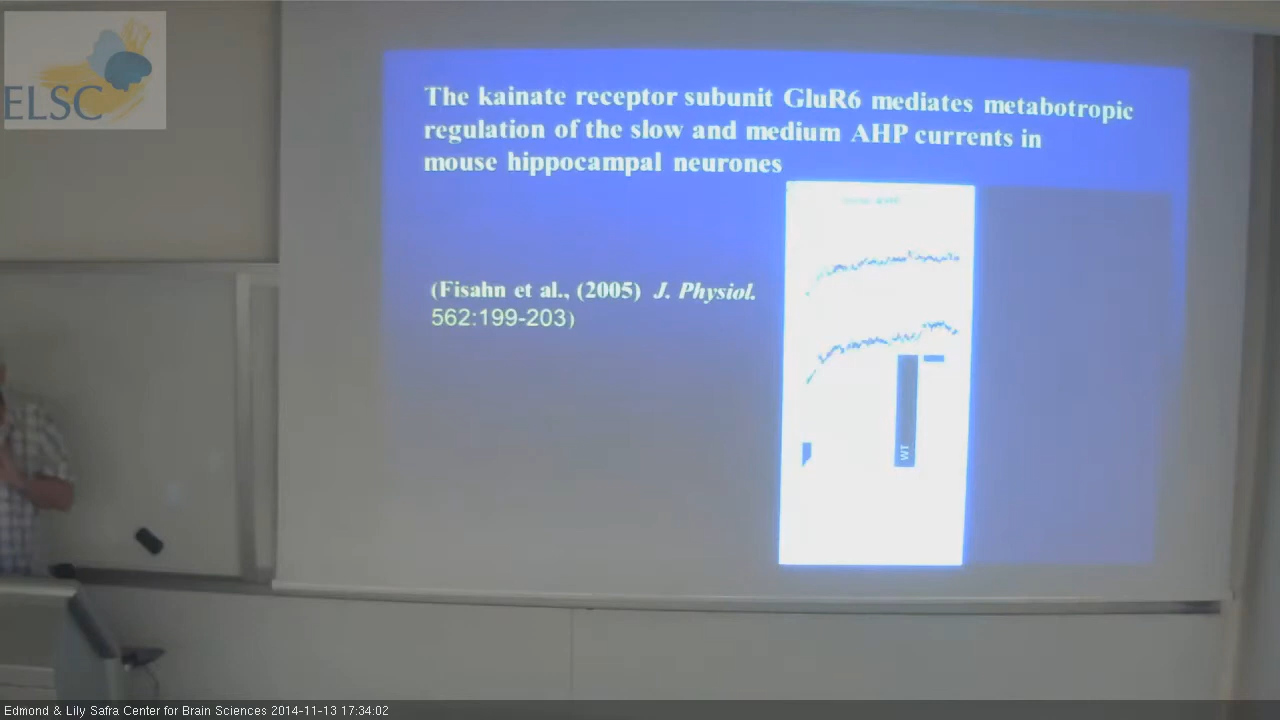 ELSC
The kainate receptor subunit GluR6 mediates metabotropic
regulation of the slow and medium AHP currents in
mouse hippocampal neurones
(Fisahn et al., (2005) J. Physiol.
562:199-203)
WT
Edmond & Lily Safra Center for Brain Sciences 2014-11-13 17:34:02